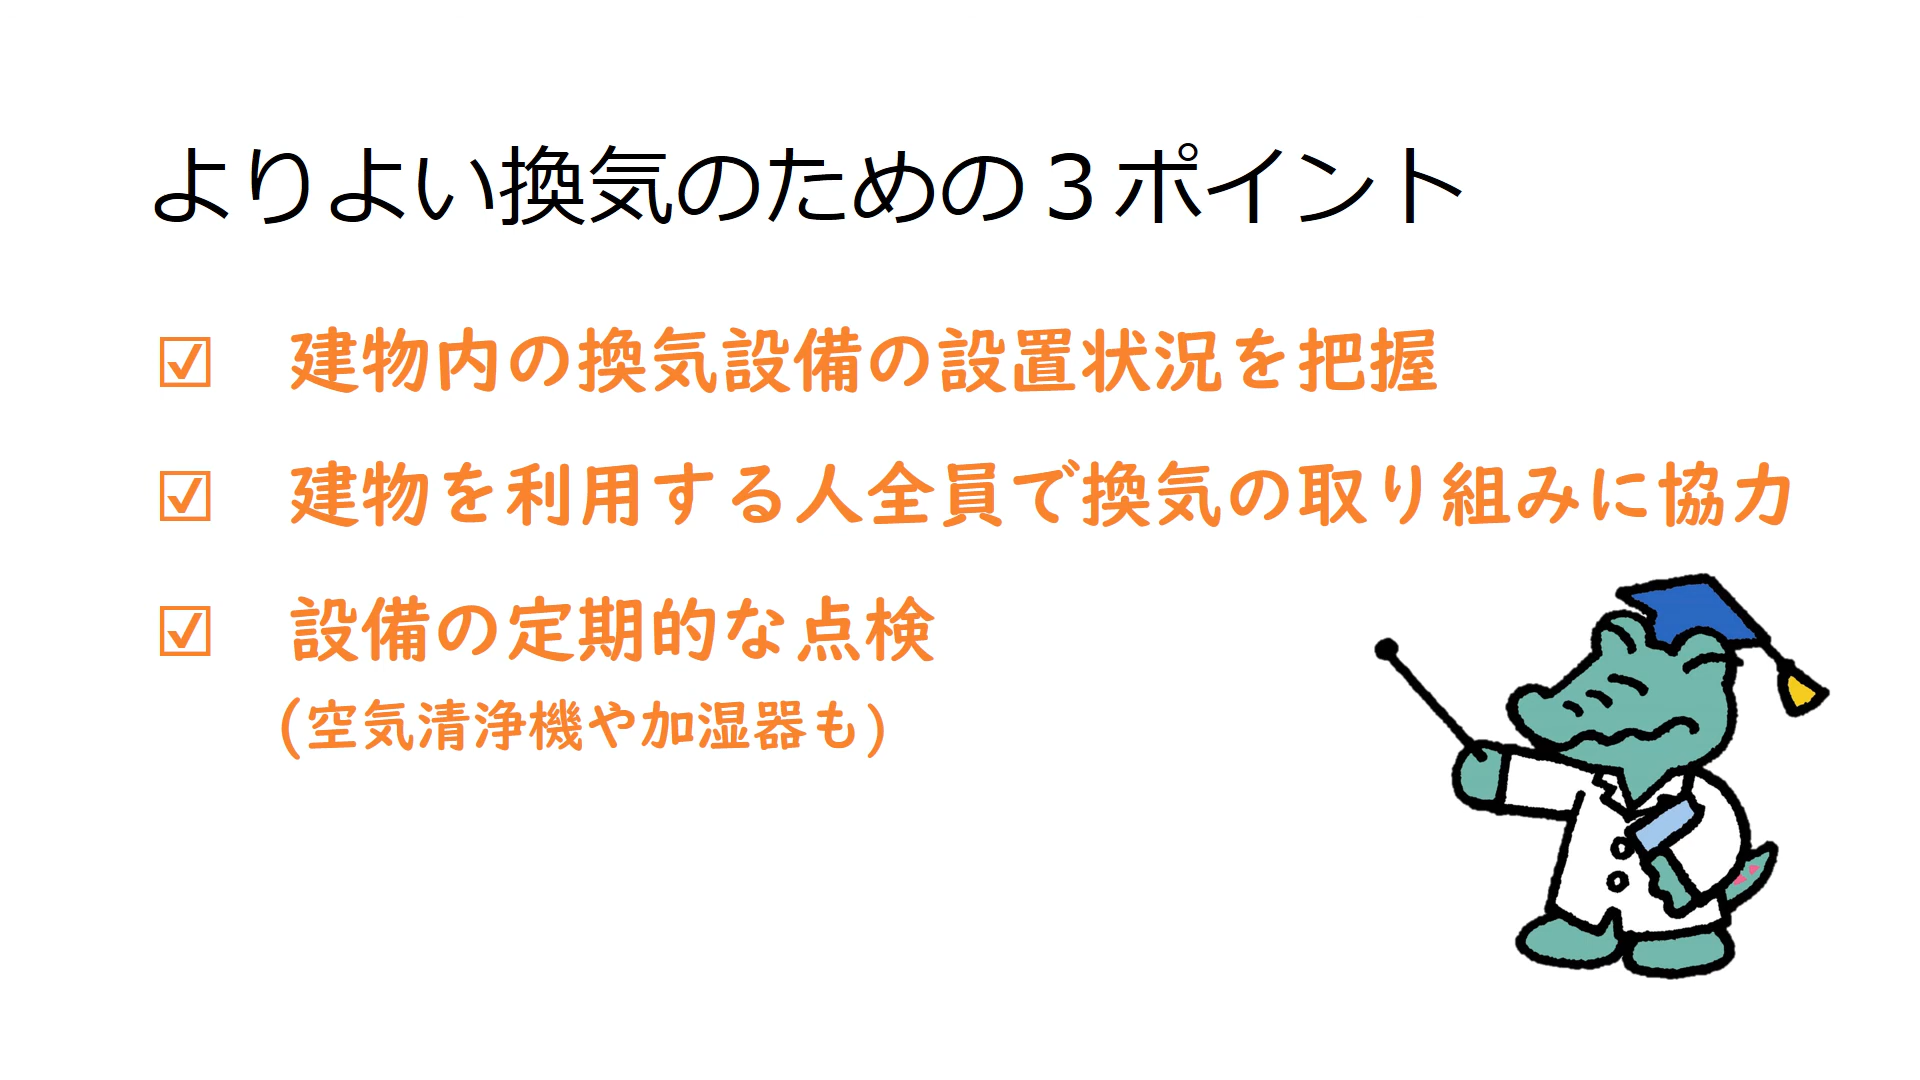 よりよい換気のための３ポイント
☑ 建物内の換気設備の設置状況を把握
☑ 建物を利用する人全員で換気の取り組みに協力
☑ 設備の定期的な点検
(空気清浄機や加湿器も)